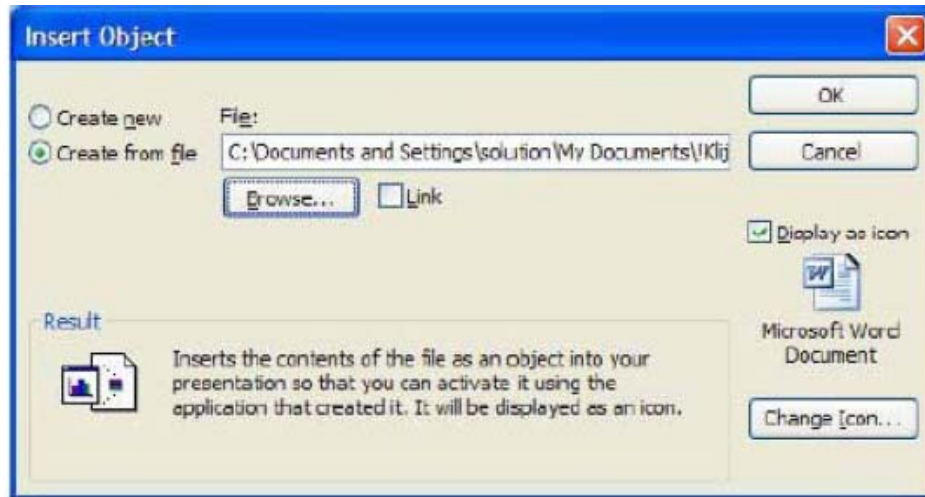 Insert Object
OK
Create new
File:
Create from file
C:\Documents and Settings\solution\My Documents\!Klij
Cancel
Browse...
Link
Display as icon
Result
Microsoft Word
Document
Inserts the contents of the file as an object into your
presentation so that you can activate it using the
application that created it. It will be displayed as an icon.
Change Icon...